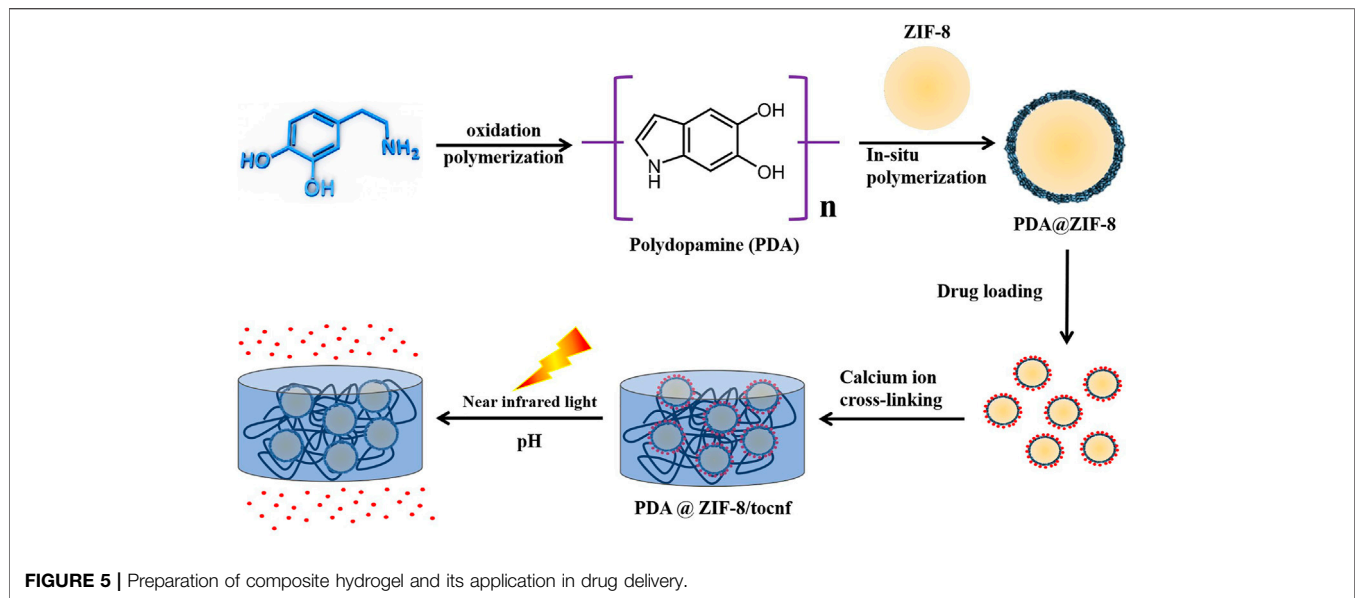 ZIF-8
oxidation
polymerization
HO
OH
NH2
OH
OH
N
H
n
Polydopamine (PDA)
In-situ
polymerization
PDA@ZIF-8
Drug loading
Calcium ion
cross-linking
PDA @ ZIF-8/tocnf
Near infrared light
pH
FIGURE 5 | Preparation of composite hydrogel and its application in drug delivery.